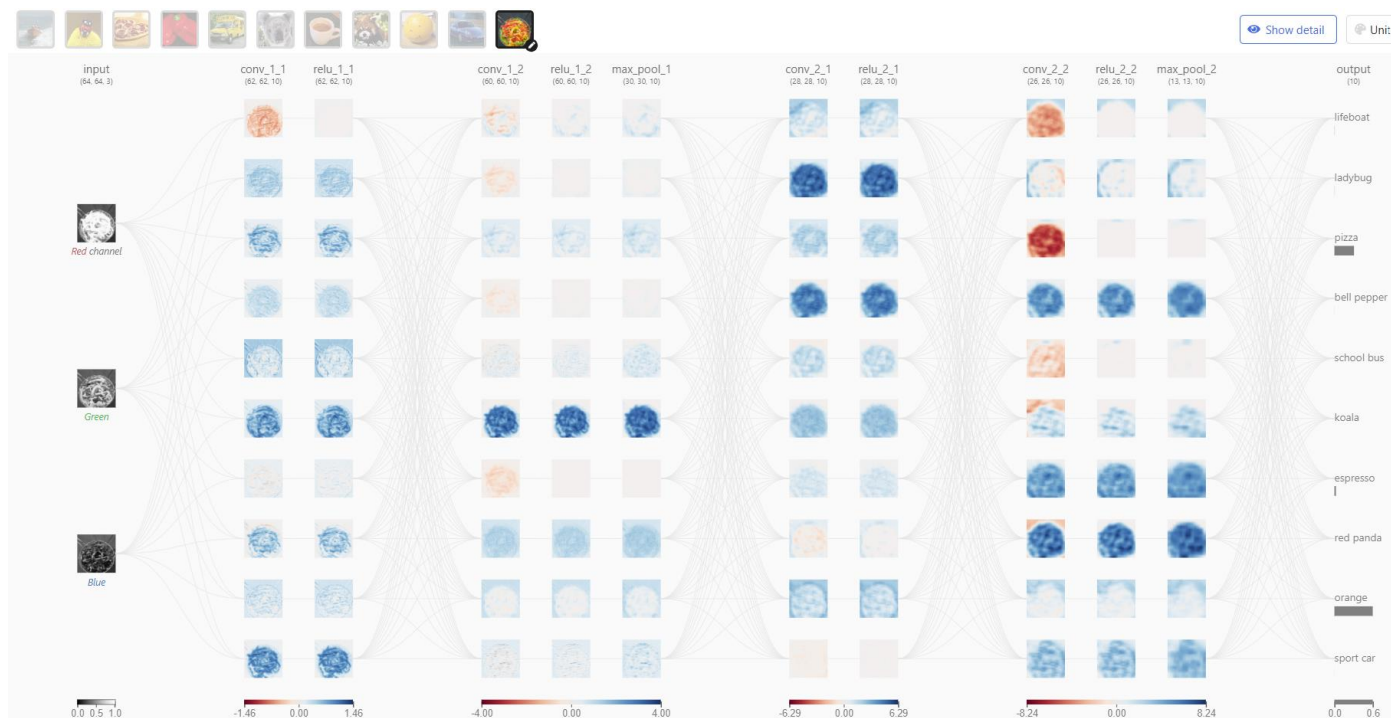 Show detail
Unit
input
(64, 64, 3)
conv_1_1
(62, 62, 10)
relu_1_1
(62, 62, 10)
conv_1_2
(60, 60, 10)
relu_1_2
(60, 60, 10)
max_pool_1
(30, 30, 10)
conv_2_1
(28, 28, 10)
relu_2_1
(28, 28, 10)
conv_2_2
(26, 26, 10)
relu_2_2
(26, 26, 10)
max_pool_2
(13, 13, 10)
output
(10)
Red channel
Green
Blue
lifeboat
ladybug
pizza
bell pepper
school bus
koala
espresso
red panda
orange
sport car
0.0 0.5 1.0
-1.46 0.00 1.46
-4.00 0.00 4.00
-6.29 0.00 6.29
-8.24 0.00 8.24
0.0 0.6